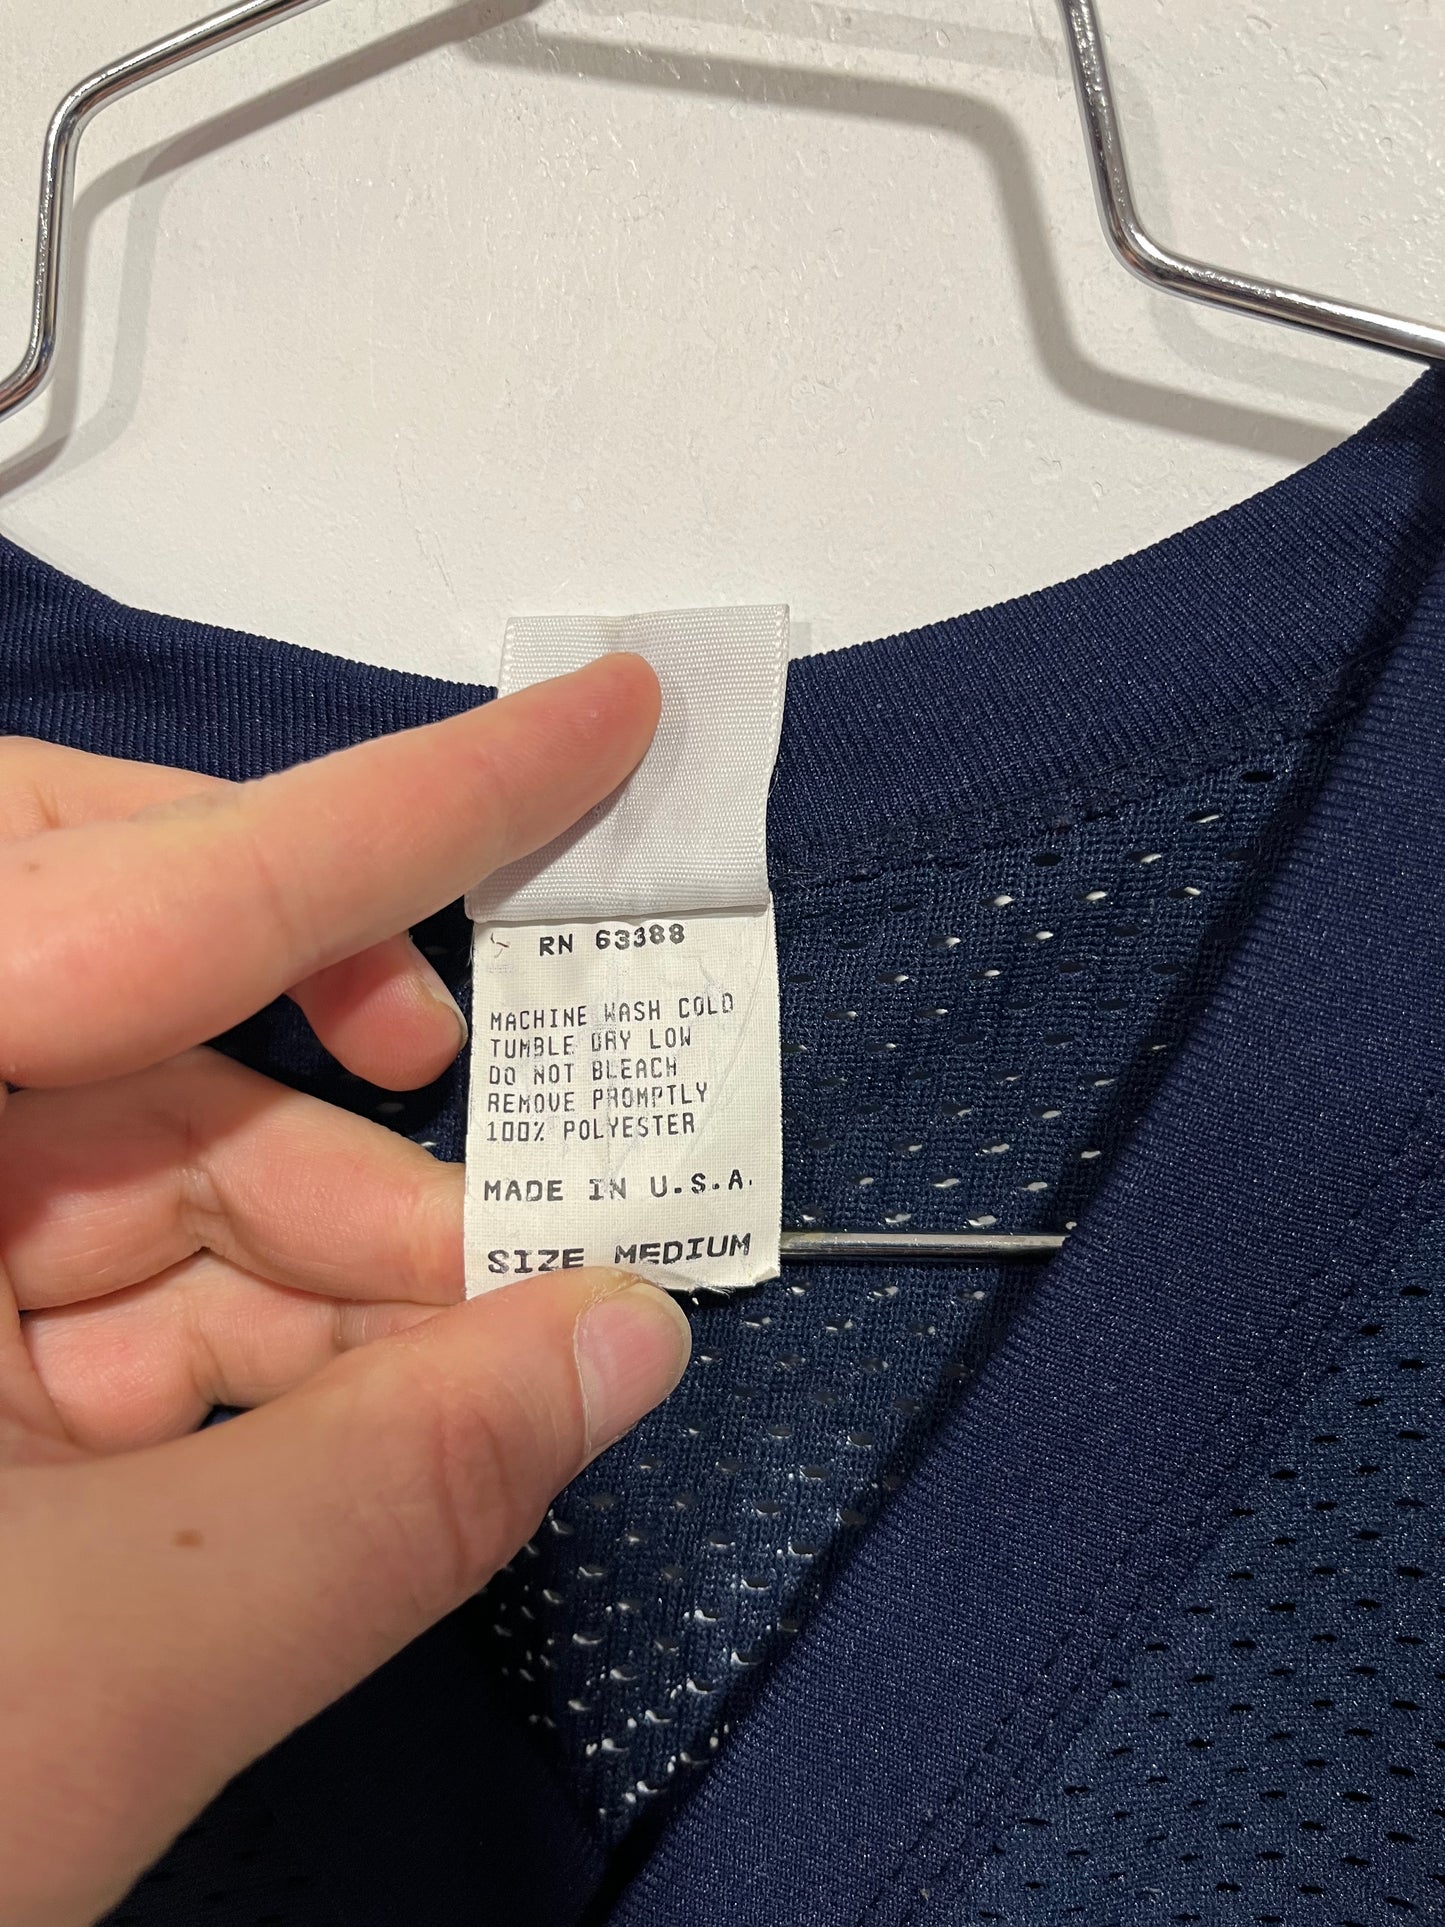 RN 63388
MACHINE WASH COLD
TUMBLE DRY LOW
DO NOT BLEACH
REMOVE PROMPTLY
100% POLYESTER
MADE IN U.S.A.
SIZE MEDIUM